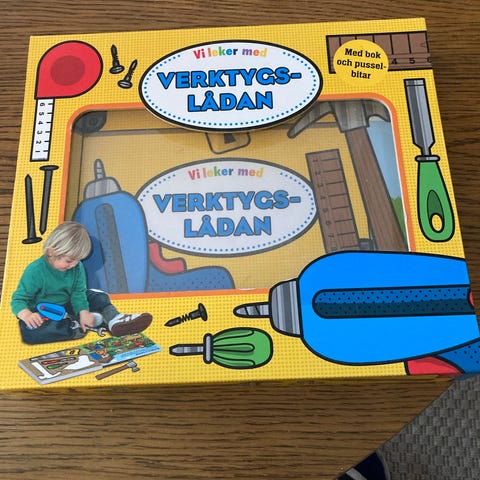 Vi leker med
VERKTYGS-
LÅDAN
Med bok
och pussel-
bitar
Vi leker med
VERKTYGS-
LÅDAN